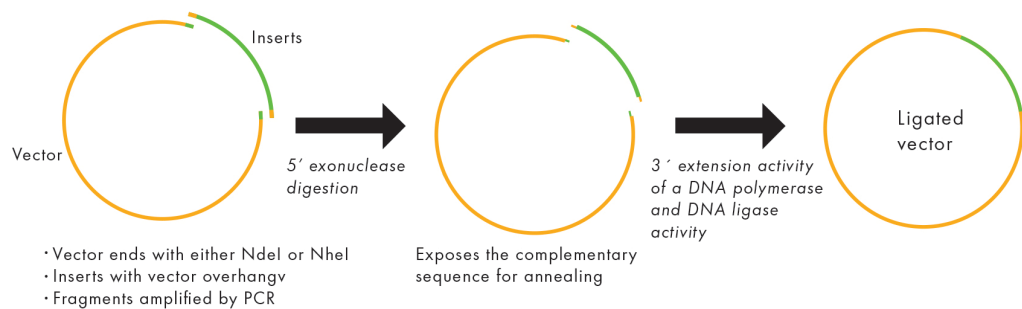 Inserts
Vector
5’ exonuclease
digestion
3´ extension activity
of a DNA polymerase
and DNA ligase
activity
Ligated
vector
· Vector ends with either NdeI or NheI
· Inserts with vector overhangv
· Fragments amplified by PCR
Exposes the complementary
sequence for annealing